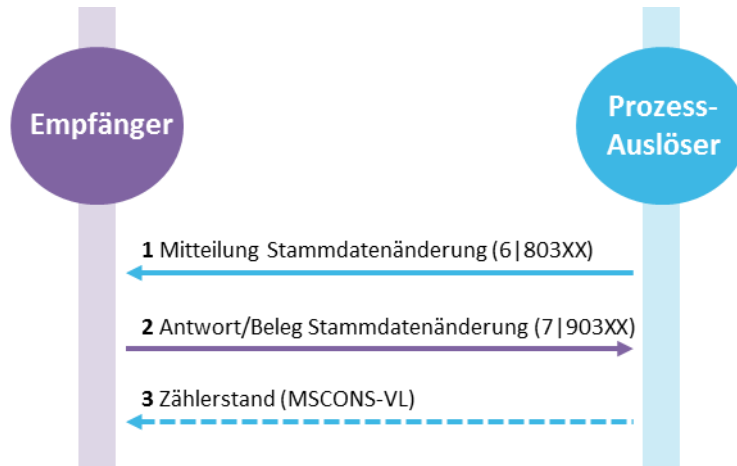 Empfänger
Prozess-
Auslöser
1 Mitteilung Stammdatenänderung (6|803XX)
2 Antwort/Beleg Stammdatenänderung (7|903XX)
3 Zählerstand (MSCONS-VL)